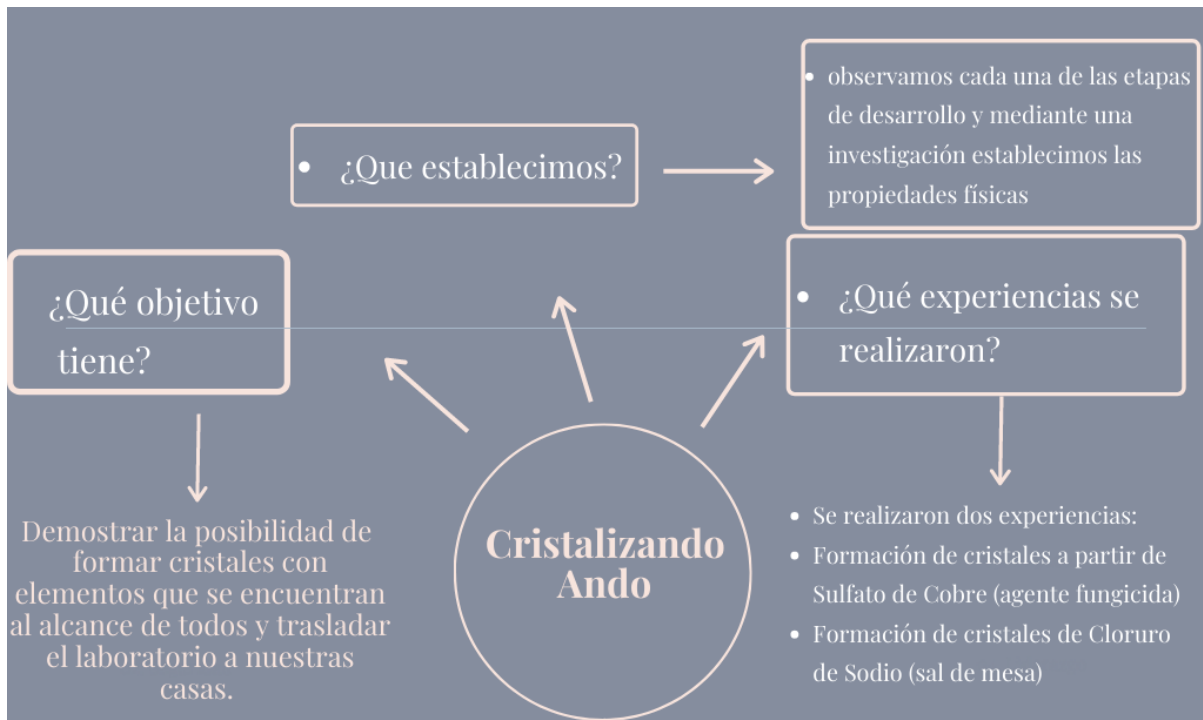 • ¿Que establecimos?
• observamos cada una de las etapas
de desarrollo y mediante una
investigación establecimos las
propiedades físicas
¿Qué objetivo
tiene?
Demostrar la posibilidad de
formar cristales con
elementos que se encuentran
al alcance de todos y trasladar
el laboratorio a nuestras
casas.
Cristalizando
Ando
• ¿Qué experiencias se
realizaron?
• Se realizaron dos experiencias:
• Formación de cristales a partir de
Sulfato de Cobre (agente fungicida)
• Formación de cristales de Cloruro
de Sodio (sal de mesa)